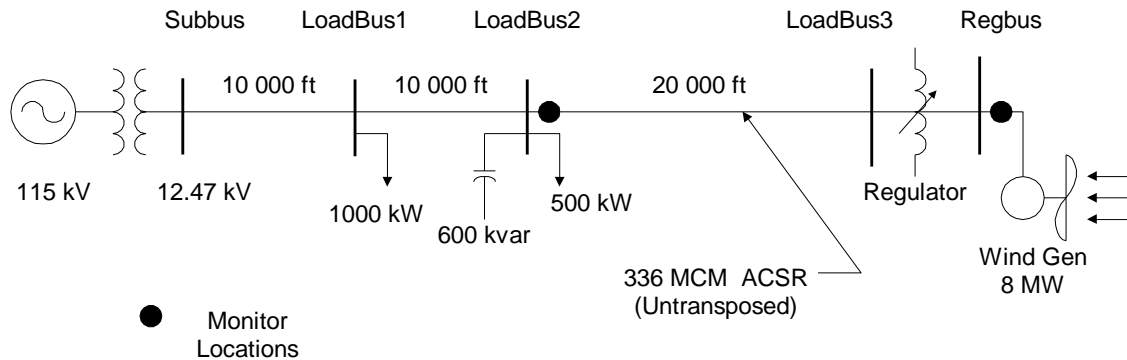 Subbus
LoadBus1
LoadBus2
LoadBus3
Regbus
10 000 ft
10 000 ft
20 000 ft
115 kV
12.47 kV
1000 kW
600 kvar
500 kW
Regulator
336 MCM ACSR
(Untransposed)
Wind Gen
8 MW
Monitor
Locations